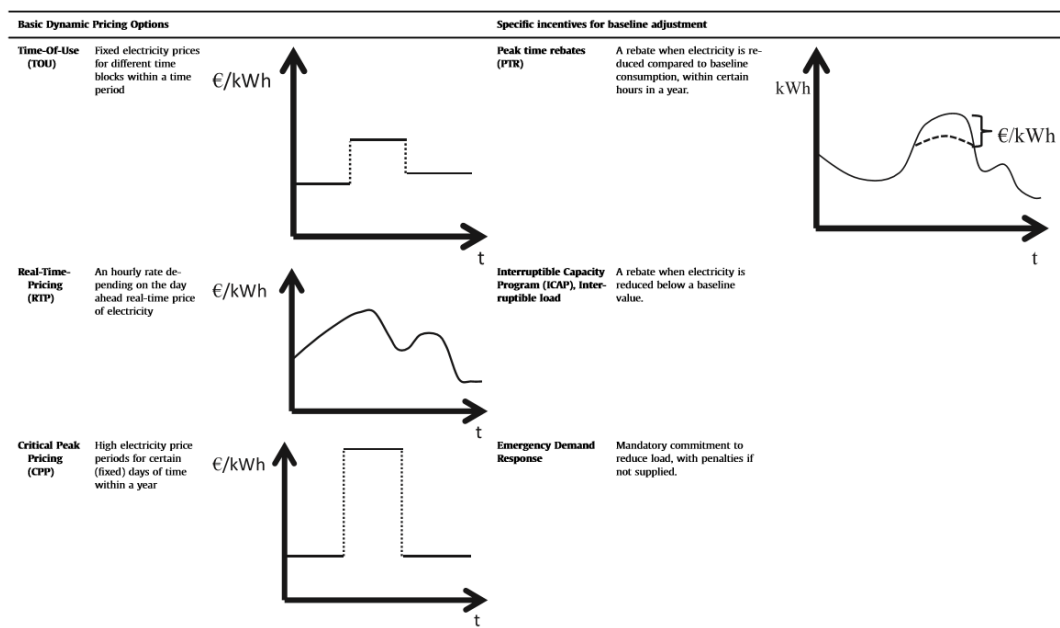 Basic Dynamic Pricing Options
Specific incentives for baseline adjustment
Time-Of-Use
(TOU)
Fixed electricity prices
for different time
blocks within a time
period
€/kWh
t
Peak time rebates
(PTR)
A rebate when electricity is re-
duced compared to baseline
consumption, within certain
hours in a year.
kWh
€/kWh
t
Real-Time-
Pricing
(RTP)
An hourly rate de-
pending on the day
ahead real-time price
of electricity
€/kWh
t
Interruptible Capacity
Program (ICAP), Inter-
ruptible load
A rebate when electricity is
reduced below a baseline
value.
Critical Peak
Pricing
(CPP)
High electricity price
periods for certain
(fixed) days of time
within a year
€/kWh
t
Emergency Demand
Response
Mandatory commitment to
reduce load, with penalties if
not supplied.